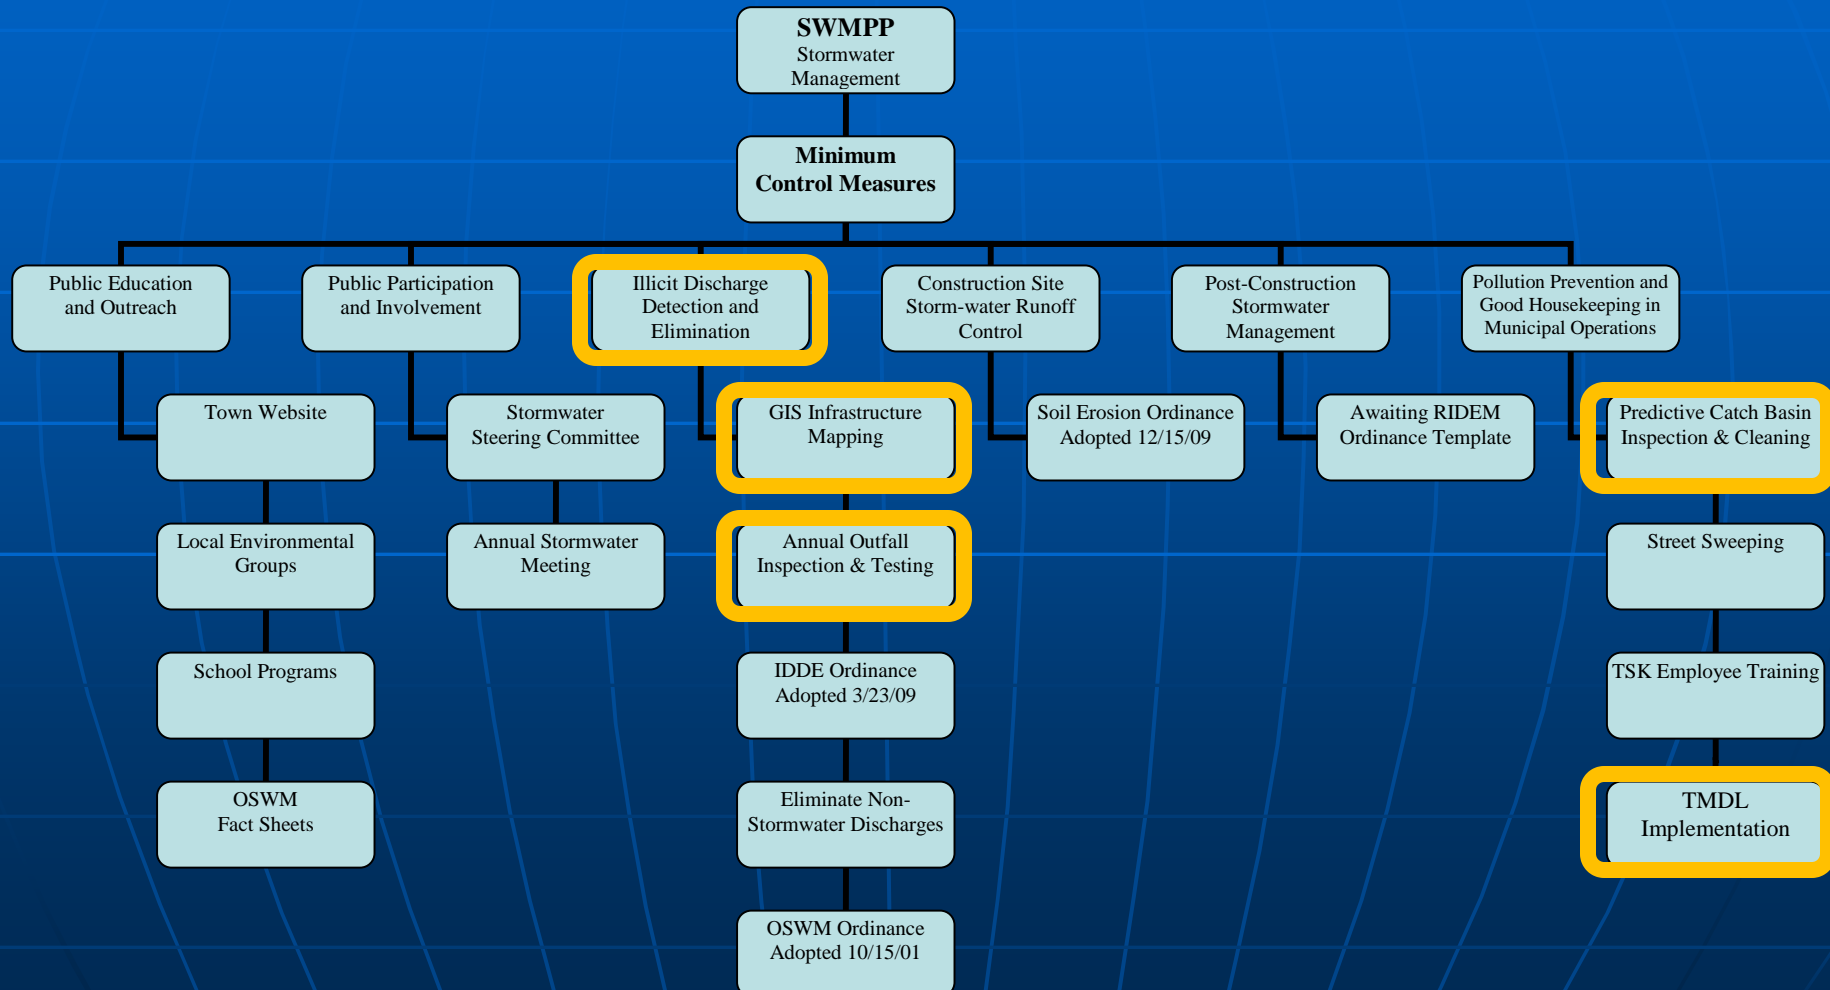 SWMPP
Stormwater
Management
Minimum
Control Measures
Public Education
and Outreach
Public Participation
and Involvement
Illicit Discharge
Detection and
Elimination
Construction Site
Storm-water Runoff
Control
Post-Construction
Stormwater
Management
Pollution Prevention and
Good Housekeeping in
Municipal Operations
Town Website
Stormwater
Steering Committee
GIS Infrastructure
Mapping
Soil Erosion Ordinance
Adopted 12/15/09
Awaiting RIDEM
Ordinance Template
Predictive Catch Basin
Inspection & Cleaning
Local Environmental
Groups
Annual Stormwater
Meeting
Annual Outfall
Inspection & Testing
Street Sweeping
School Programs
IDDE Ordinance
Adopted 3/23/09
TSK Employee Training
OSWM
Fact Sheets
Eliminate Non-
Stormwater Discharges
TMDL
Implementation
OSWM Ordinance
Adopted 10/15/01